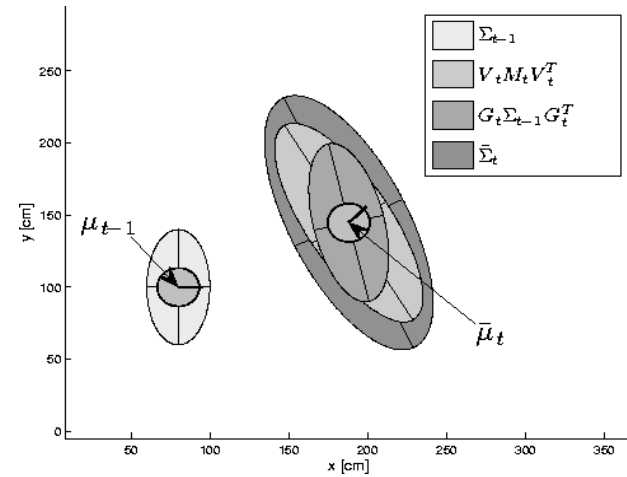 Σ_{t-1}
V_t M_t V_t^T
G_t Σ_{t-1} G_t^T
Σ̄_t
250
200
150
100
50
0
y [cm]
μ_{t-1}
μ̄_t
50 100 150 200 250 300 350
x [cm]